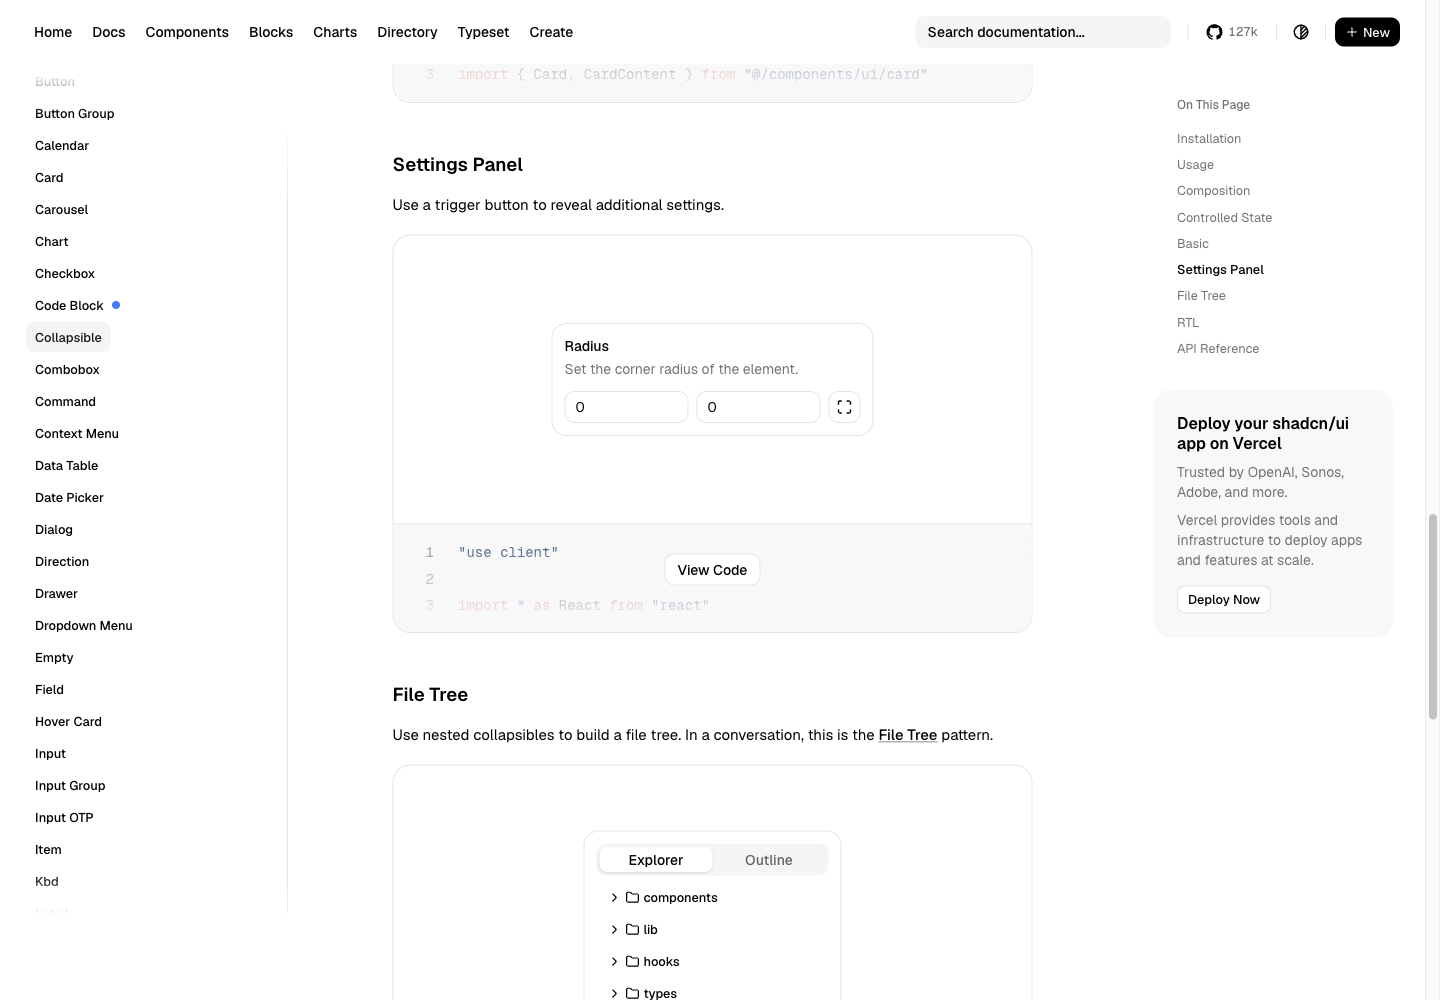 Home Docs Components Blocks Charts Directory Typeset Create
Search documentation...
127k
New
Button
Button Group
Calendar
Card
Carousel
Chart
Checkbox
Code Block
Collapsible
Combobox
Command
Context Menu
Data Table
Date Picker
Dialog
Direction
Drawer
Dropdown Menu
Empty
Field
Hover Card
Input
Input Group
Input OTP
Item
Kbd
Label
3 import { Card, CardContent } from "@/components/ui/card"
Settings Panel
Use a trigger button to reveal additional settings.
Radius
Set the corner radius of the element.
0 0
1 "use client"
2
View Code
3 import * as React from "react"
File Tree
Use nested collapsibles to build a file tree. In a conversation, this is the File Tree pattern.
Explorer Outline
components
lib
hooks
types
On This Page
Installation
Usage
Composition
Controlled State
Basic
Settings Panel
File Tree
RTL
API Reference
Deploy your shadcn/ui
app on Vercel
Trusted by OpenAI, Sonos,
Adobe, and more.
Vercel provides tools and
infrastructure to deploy apps
and features at scale.
Deploy Now